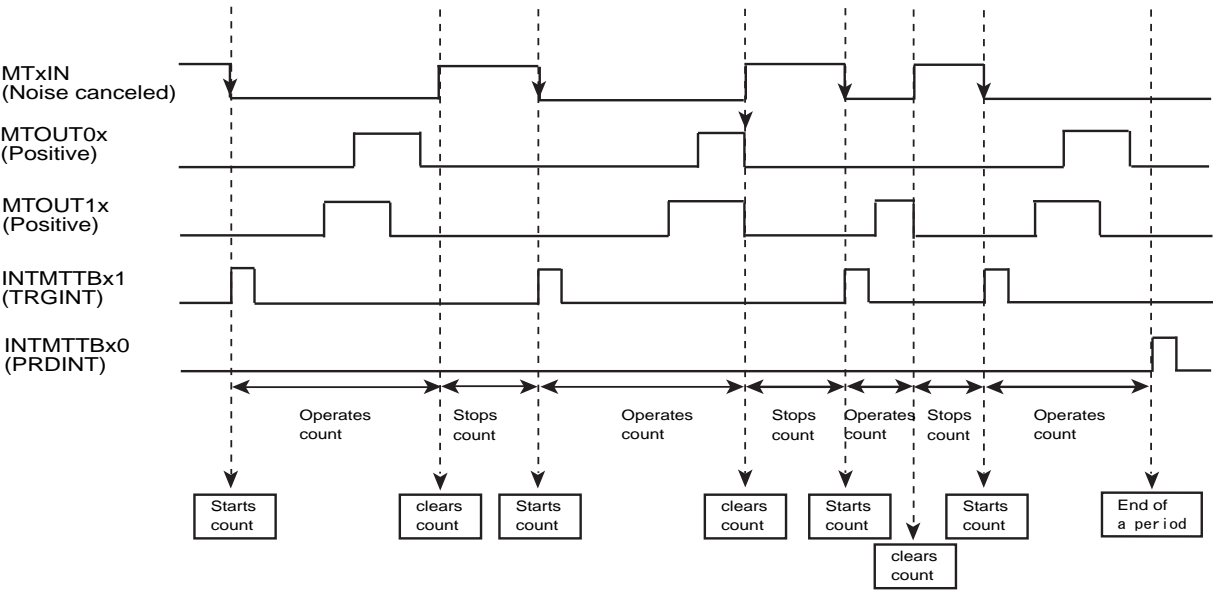 MTxIN
(Noise canceled)
MTOUT0x
(Positive)
MTOUT1x
(Positive)
INTMTTBx1
(TRGINT)
INTMTTBx0
(PRDINT)
Operates
count
Stops
count
Operates
count
Stops
count
Operates
count
Stops
count
Operates
count
Starts
count
clears
count
Starts
count
clears
count
Starts
count
clears
count
Starts
count
End of
a period